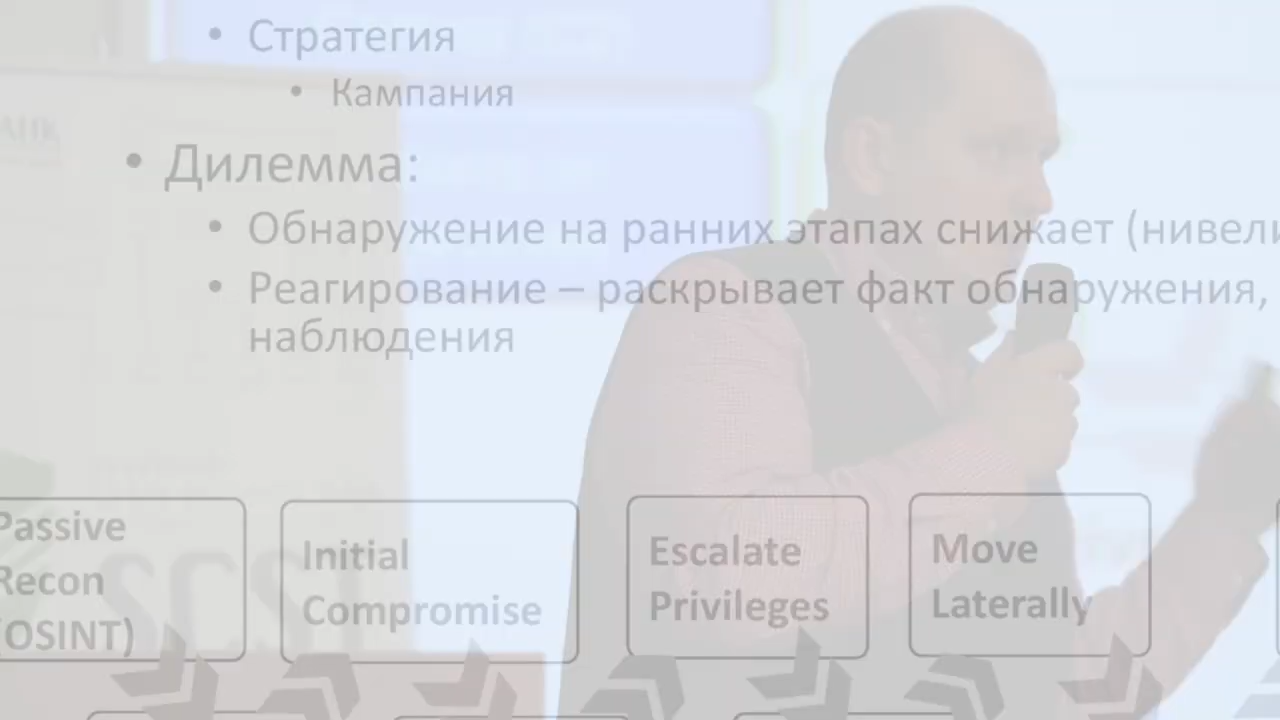 • Стратегия
• Кампания
• Дилемма:
• Обнаружение на ранних этапах снижает (нивели
• Реагирование – раскрывает факт обнаружения,
наблюдения
Passive
Recon
(OSINT)
Initial
Compromise
Escalate
Privileges
Move
Laterally
SCS